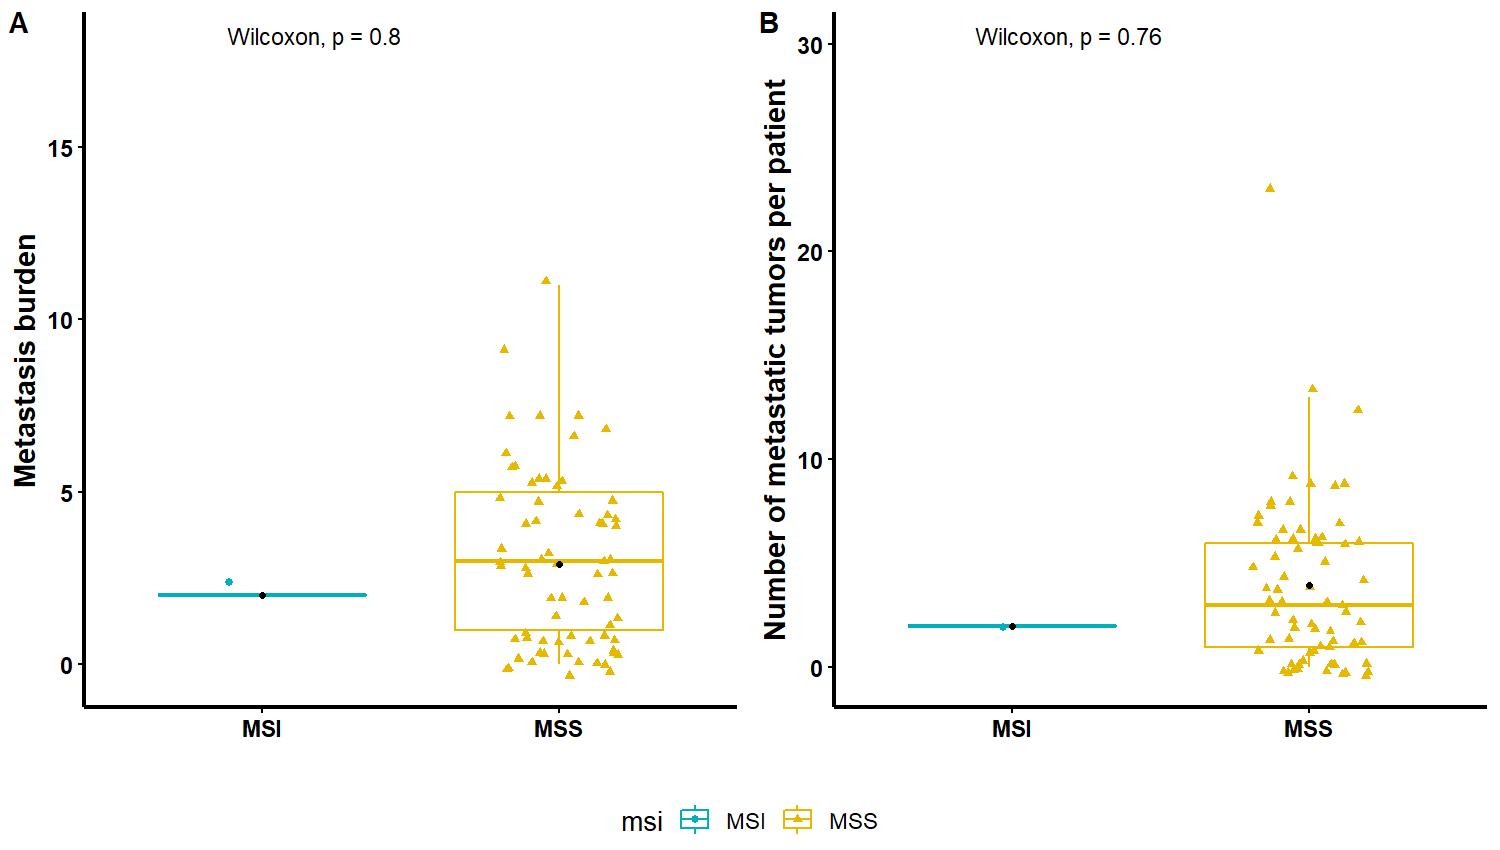 A
Wilcoxon, p = 0.8
Metastasis burden
15
10
5
0
MSI
MSS
B
Wilcoxon, p = 0.76
Number of metastatic tumors per patient
30
20
10
0
MSI
MSS
msi MSI MSS